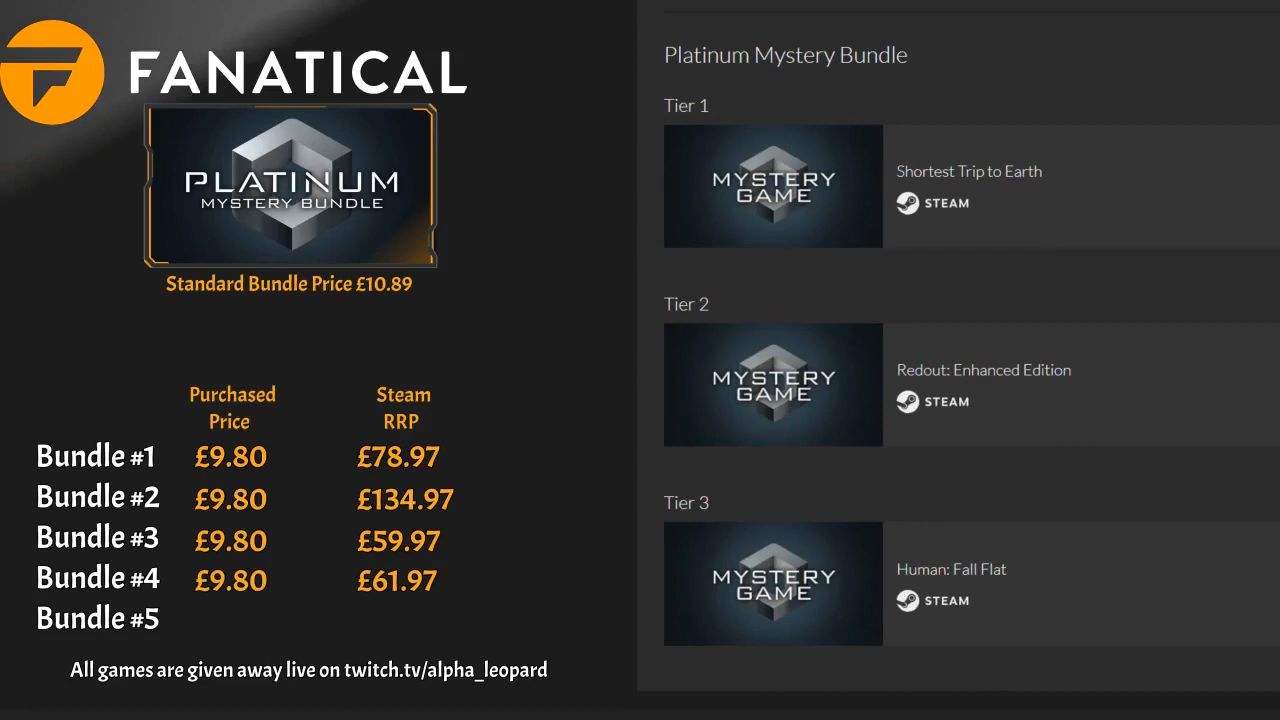 FANATICAL
PLATINUM
MYSTERY BUNDLE
Standard Bundle Price £10.89
Purchased Price
Steam RRP
Bundle #1 £9.80 £78.97
Bundle #2 £9.80 £134.97
Bundle #3 £9.80 £59.97
Bundle #4 £9.80 £61.97
Bundle #5
All games are given away live on twitch.tv/alpha_leopard
Platinum Mystery Bundle
Tier 1
MYSTERY
GAME
Shortest Trip to Earth
STEAM
Tier 2
MYSTERY
GAME
Redout: Enhanced Edition
STEAM
Tier 3
MYSTERY
GAME
Human: Fall Flat
STEAM